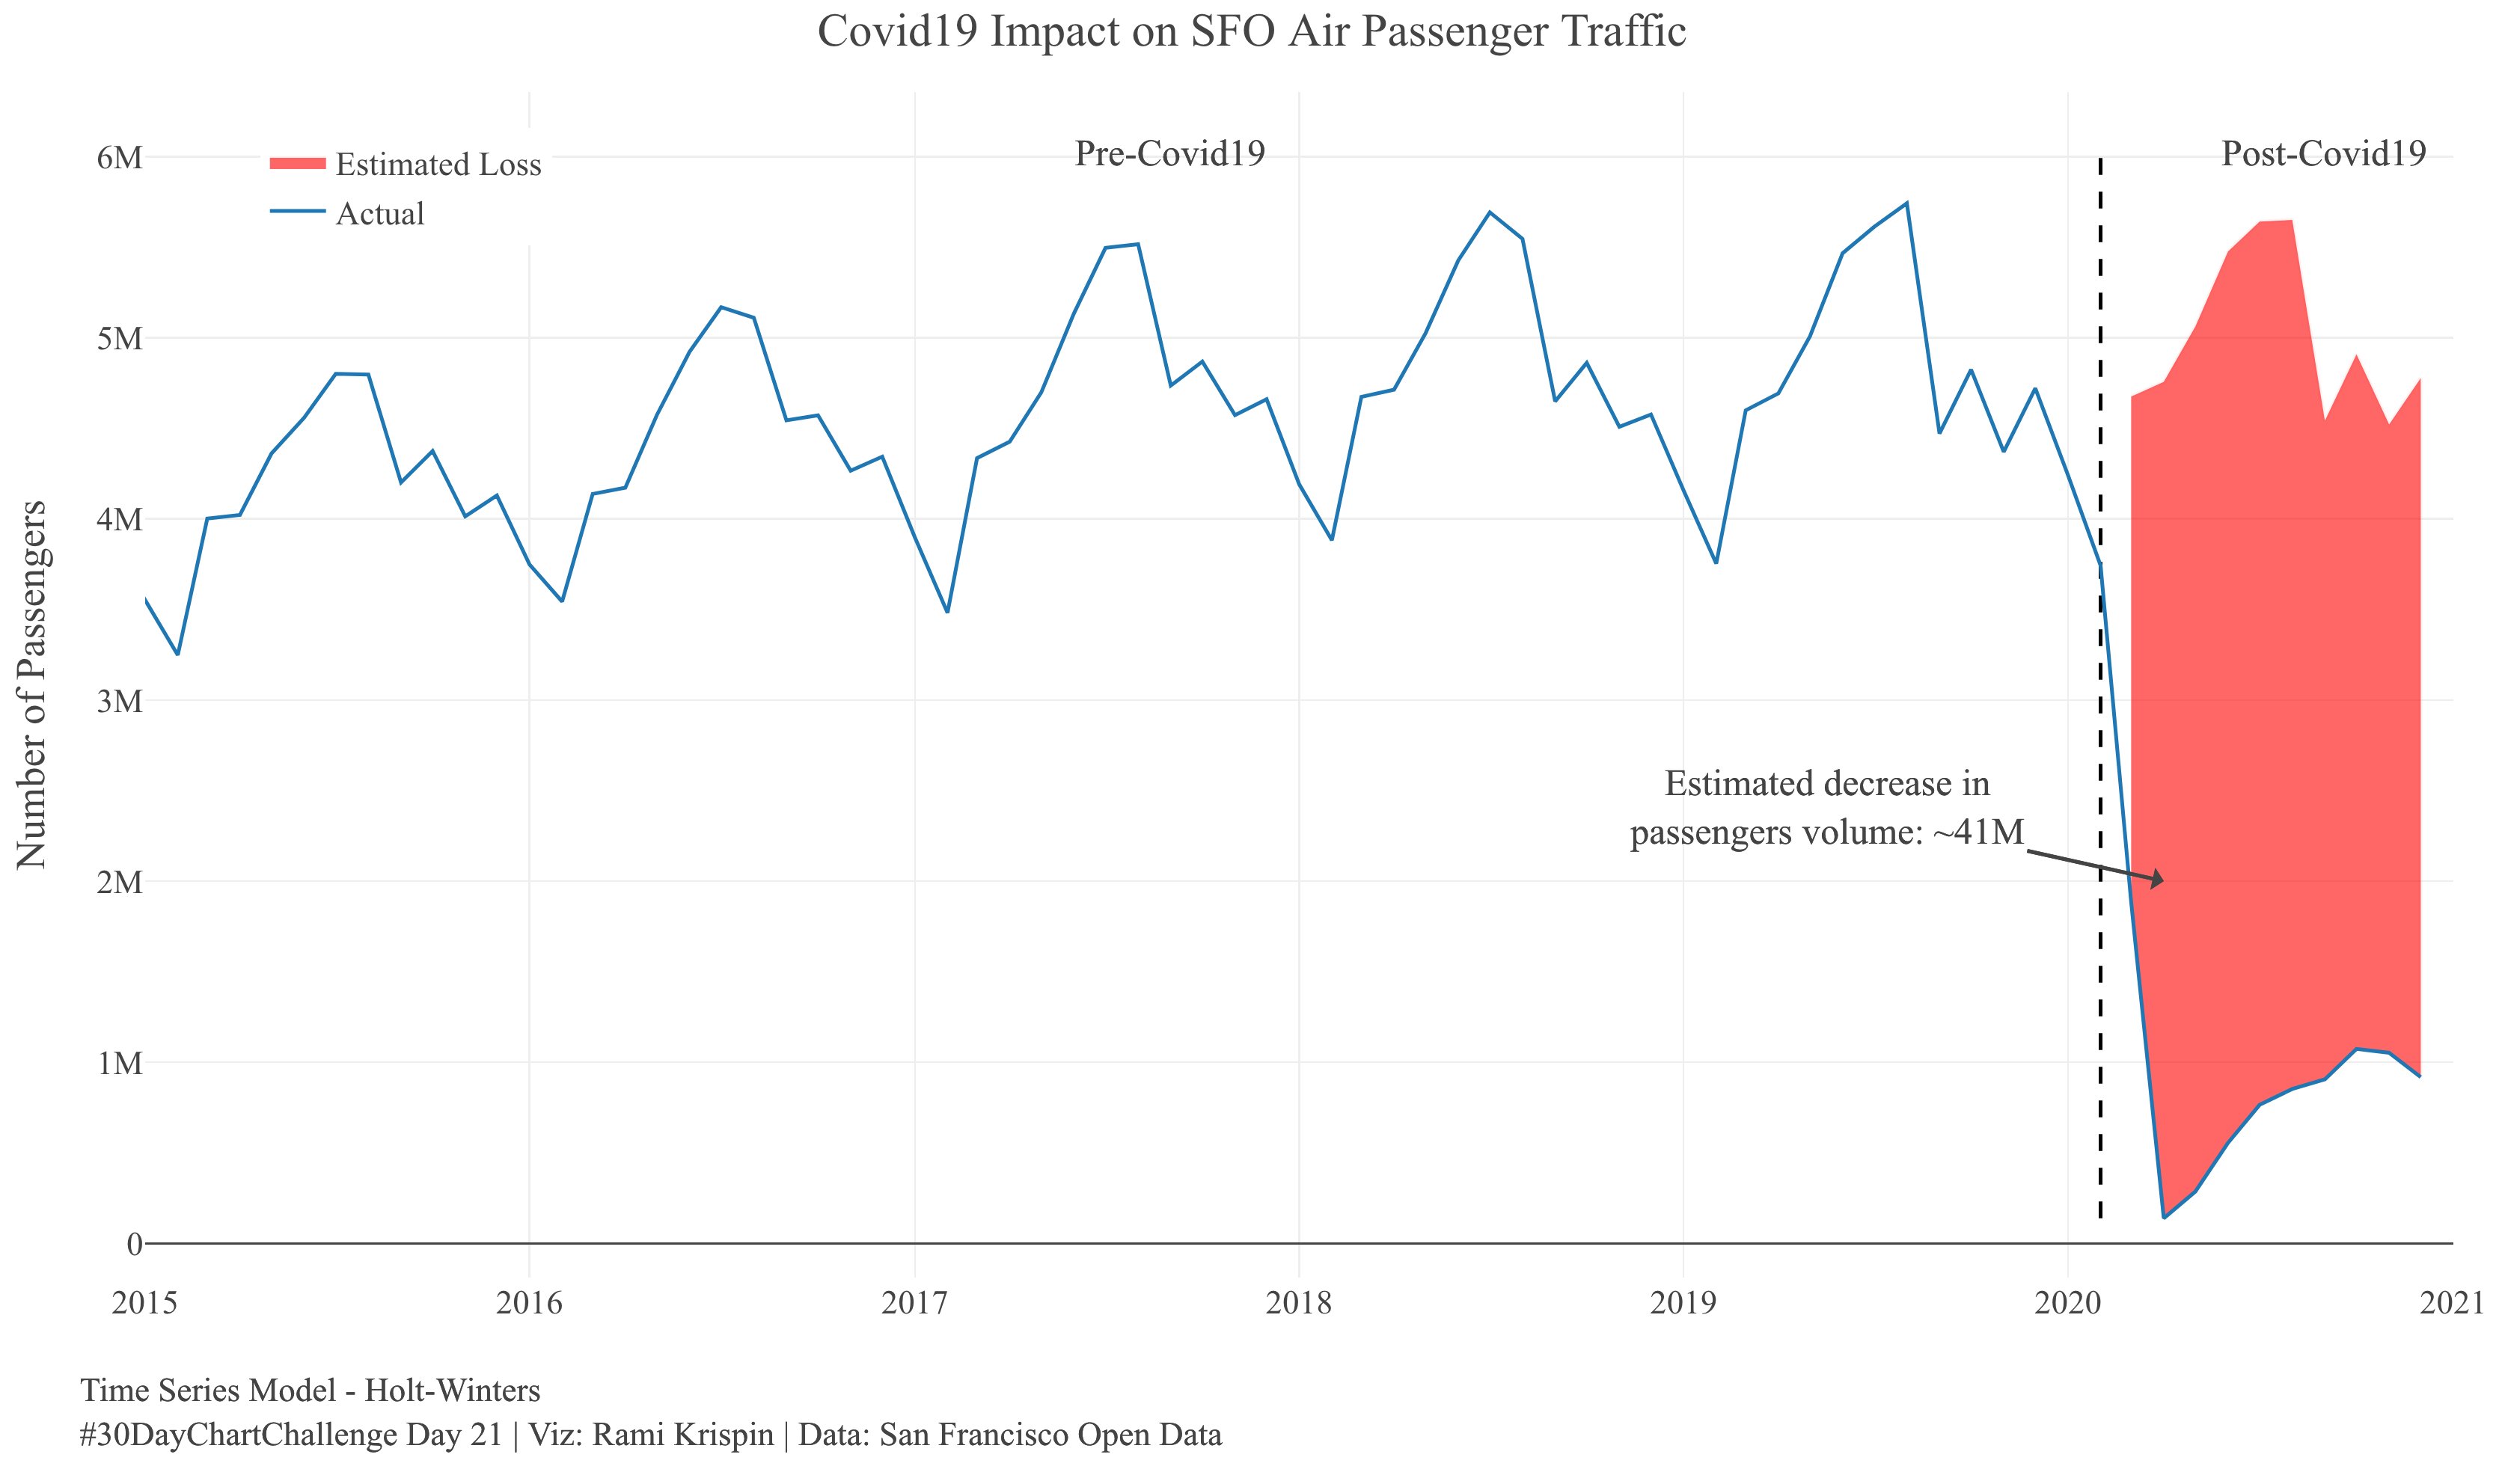 Covid19 Impact on SFO Air Passenger Traffic
Pre-Covid19
Post-Covid19
Estimated Loss
Actual
6M
5M
4M
3M
2M
1M
0
Number of Passengers
Estimated decrease in
passengers volume: ~41M
2015
2016
2017
2018
2019
2020
2021
Time Series Model - Holt-Winters
#30DayChartChallenge Day 21 | Viz: Rami Krispin | Data: San Francisco Open Data